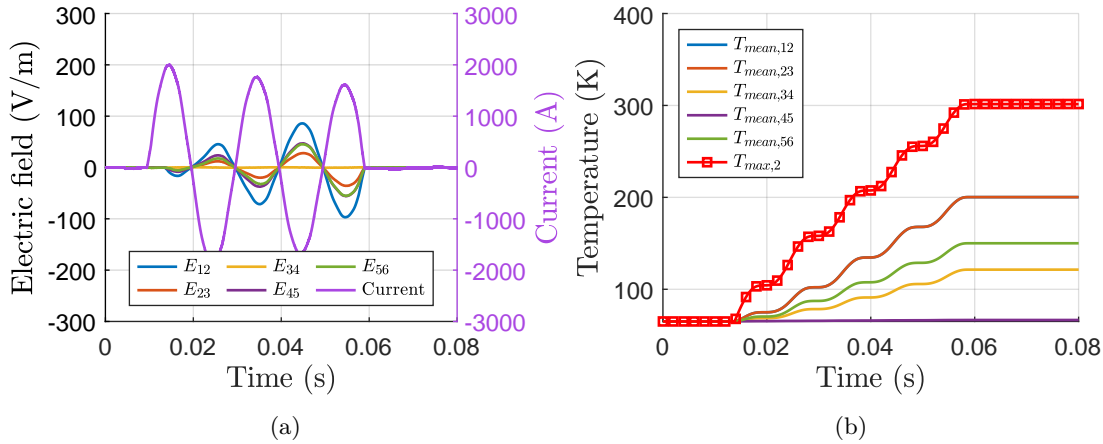 300
200
100
0
-100
-200
-300
Electric field (V/m)
3000
2000
1000
0
-1000
-2000
-3000
Current (A)
E12 E34 E56
E23 E45 Current
0 0.02 0.04 0.06 0.08
Time (s)
(a)
400
300
200
100
Temperature (K)
Tmean,12
Tmean,23
Tmean,34
Tmean,45
Tmean,56
Tmax,2
0 0.02 0.04 0.06 0.08
Time (s)
(b)